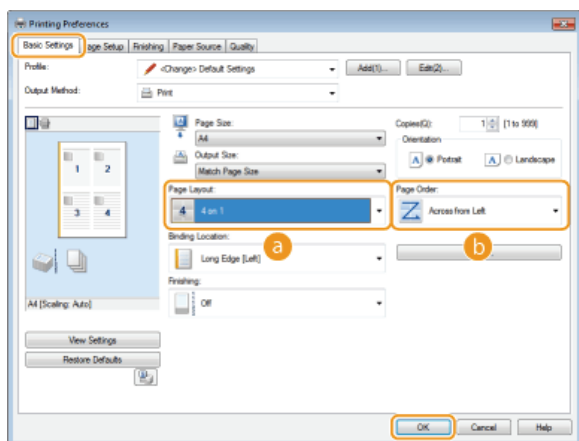 Printing Preferences
Basic Settings
age Setup
Finishing
Paper Source
Quality
Profile:
<Change> Default Settings
Add(1)...
Edit(2)...
Output Method:
Print
Page Size:
A4
Copies(Q):
1 [1 to 999]
Orientation
Output Size:
A Portrait
A Landscape
Match Page Size
1 2
3 4
Page Layout:
Page Order:
4 4 on 1
Across from Left
a
b
Binding Location:
Long Edge [Left]
Finishing:
Off
A4 [Scaling: Auto]
View Settings
Restore Defaults
OK
Cancel
Help